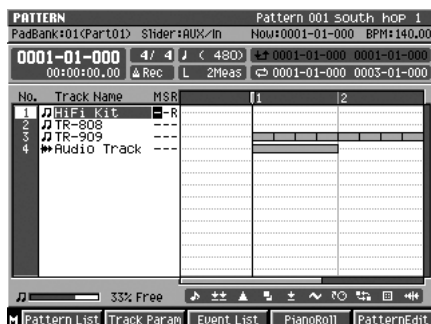 PATTERN Pattern 001 south hop 1
PadBank:01(Part01) Slider:AUX/In Now:0001-01-000 BPM:140.00
0001-01-000 4/ 4 ♩ ( 480) 0001-01-000 0001-01-000
00:00:00.00 Rec L 2Meas 0001-01-000 0003-01-000
No. Track Name MSR 1 2
1 HiFi Kit --R
2 TR-808 ---
3 TR-909 ---
4 Audio Track ---
33% Free
M Pattern List Track Param Event List PianoRoll PatternEdit